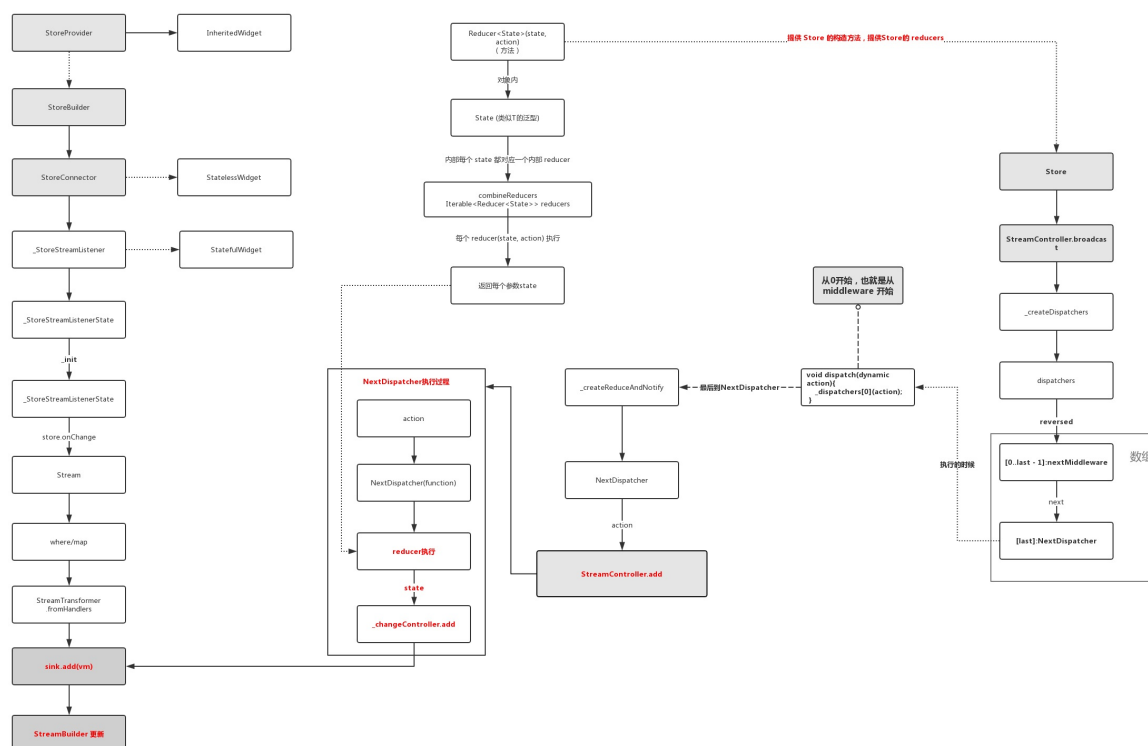 StoreProvider
InheritedWidget
StoreBuilder
StoreConnector
StatelessWidget
_StoreStreamListener
StatefulWidget
_StoreStreamListenerState
_init
_StoreStreamListenerState
store.onChange
Stream
where/map
StreamTransformer
.fromHandlers
sink.add(vm)
StreamBuilder 更新
Reducer<State>(state,
action)
（ 方法 ）
对象内
State (类似T的泛型)
内部每个 state 都对应一个内部 reducer
combineReducers
Iterable<Reducer<State>> reducers
每个 reducer(state, action) 执行
返回每个参数state
NextDispatcher执行过程
action
NextDispatcher(function)
reducer执行
state
_changeController.add
提供 Store 的构造方法，提供Store的 reducers
Store
StreamController.broadcas
t
_createDispatchers
dispatchers
reversed
数组
[0..last - 1]:nextMiddleware
next
[last]:NextDispatcher
执行的时候
从0开始，也就是从
middleware 开始
void dispatch(dynamic
action){
_dispatchers[0](action);
}
最后到NextDispatcher
_createReduceAndNotify
NextDispatcher
action
StreamController.add